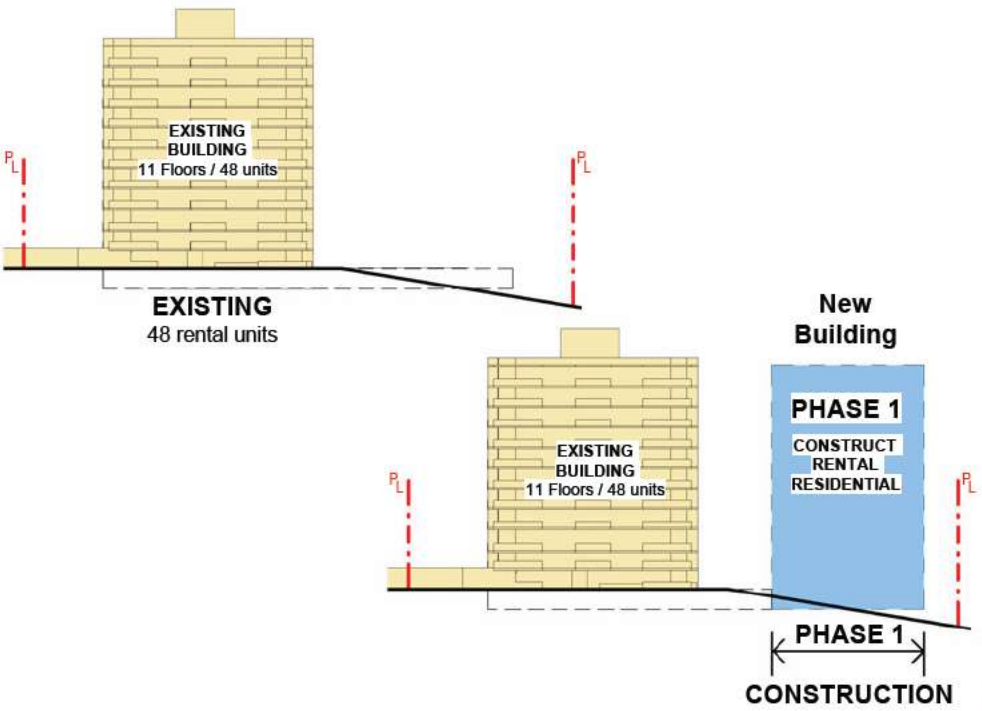 EXISTING
BUILDING
11 Floors / 48 units
PL
PL
EXISTING
48 rental units
New
Building
PHASE 1
CONSTRUCT
RENTAL
RESIDENTIAL
EXISTING
BUILDING
11 Floors / 48 units
PL
PL
PHASE 1
CONSTRUCTION